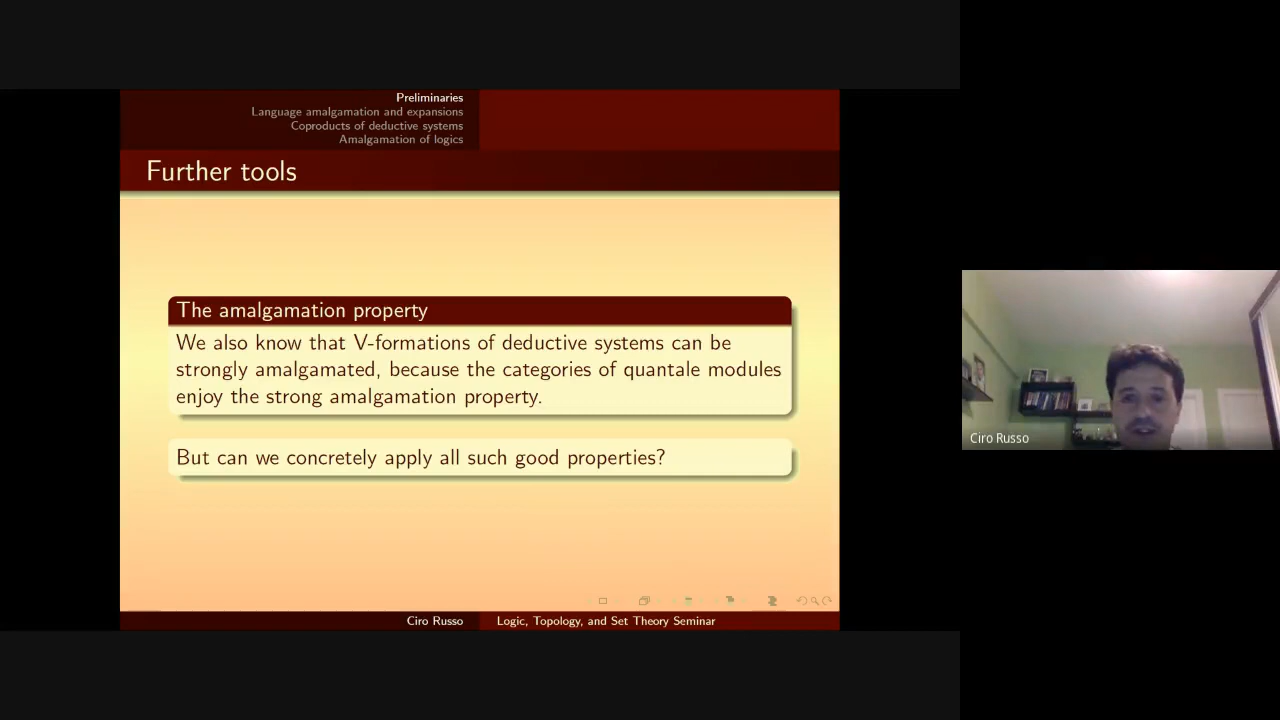 Preliminaries
Language amalgamation and expansions
Coproducts of deductive systems
Amalgamation of logics
Further tools
The amalgamation property
We also know that V-formations of deductive systems can be
strongly amalgamated, because the categories of quantale modules
enjoy the strong amalgamation property.
But can we concretely apply all such good properties?
Ciro Russo
Logic, Topology, and Set Theory Seminar
Ciro Russo